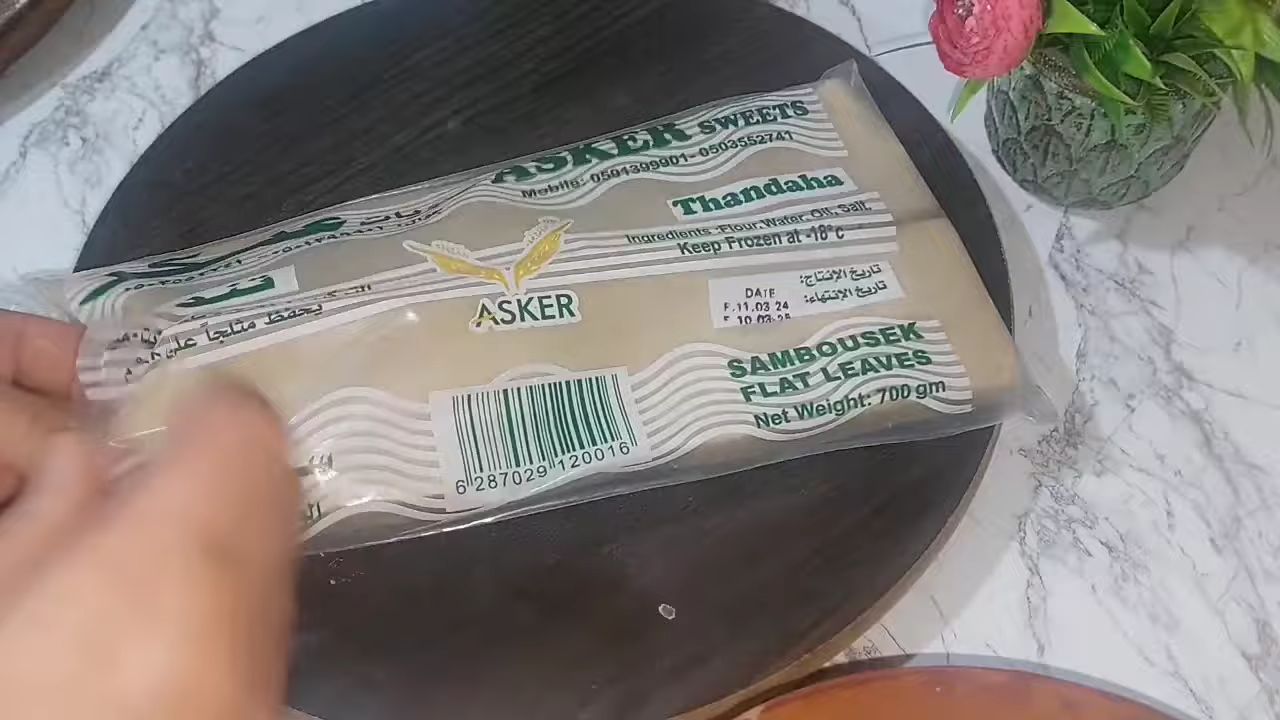 ASKER SWEETS
Mobile: 0501399901- 0503552741
Thandaha
Ingredients :Flour,Water, Oil, Salt,
Keep Frozen at -18°c
ASKER
يحفظ مثلجاً على
تاريخ الإنتاج:
تاريخ الإنتهاء:
DATE
P.11.03 24
E 10.03.25
SAMBOUSEK
FLAT LEAVES
Net Weight: 700 gm
6 287029 120016